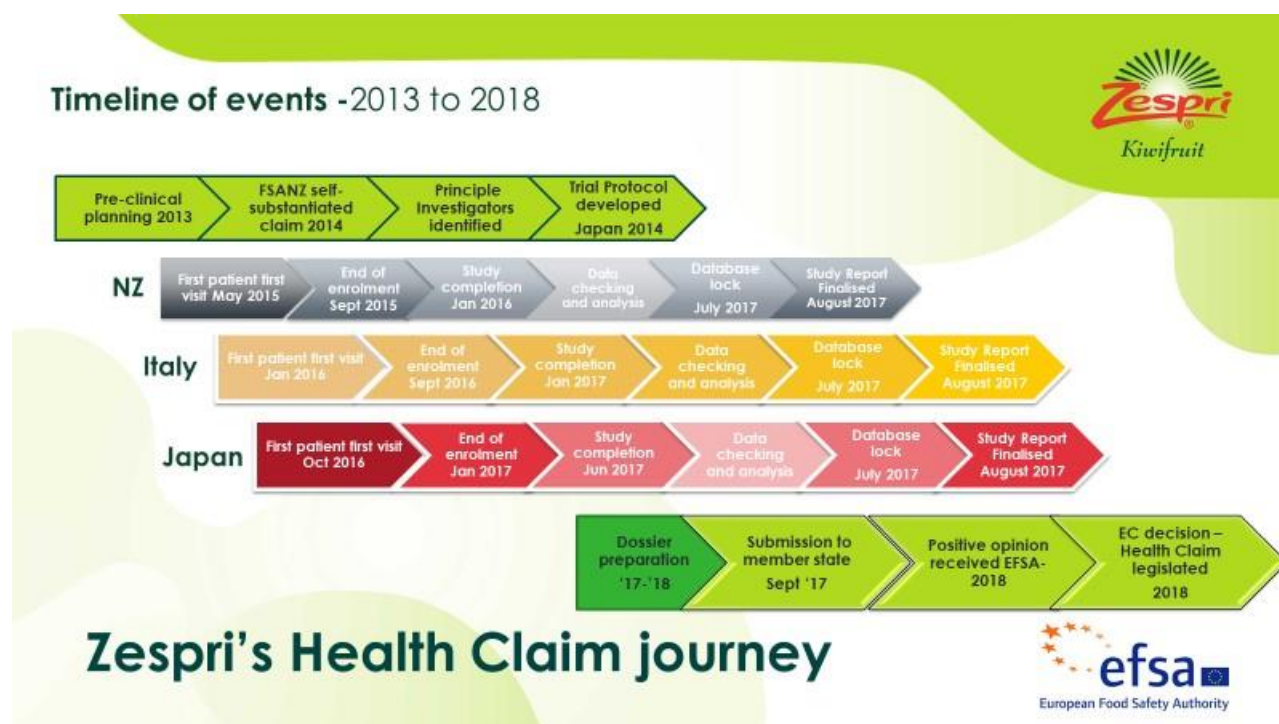 Timeline of events -2013 to 2018
Zespri
®
Kiwifruit
Pre-clinical
planning 2013
FSANZ self-
substantiated
claim 2014
Principle
Investigators
identified
Trial Protocol
developed
Japan 2014
NZ
First patient first
visit May 2015
End of
enrolment
Sept 2015
Study
completion
Jan 2016
Data
checking
and analysis
Database
lock
July 2017
Study Report
Finalised
August 2017
Italy
First patient first visit
Jan 2016
End of
enrolment
Sept 2016
Study
completion
Jan 2017
Data
checking
and analysis
Database
lock
July 2017
Study Report
Finalised
August 2017
Japan
First patient first visit
Oct 2016
End of
enrolment
Jan 2017
Study
completion
Jun 2017
Data
checking
and analysis
Database
lock
July 2017
Study Report
Finalised
August 2017
Dossier
preparation
'17-'18
Submission to
member state
Sept '17
Positive opinion
received EFSA-
2018
EC decision –
Health Claim
legislated
2018
Zespri's Health Claim journey
efsa
European Food Safety Authority